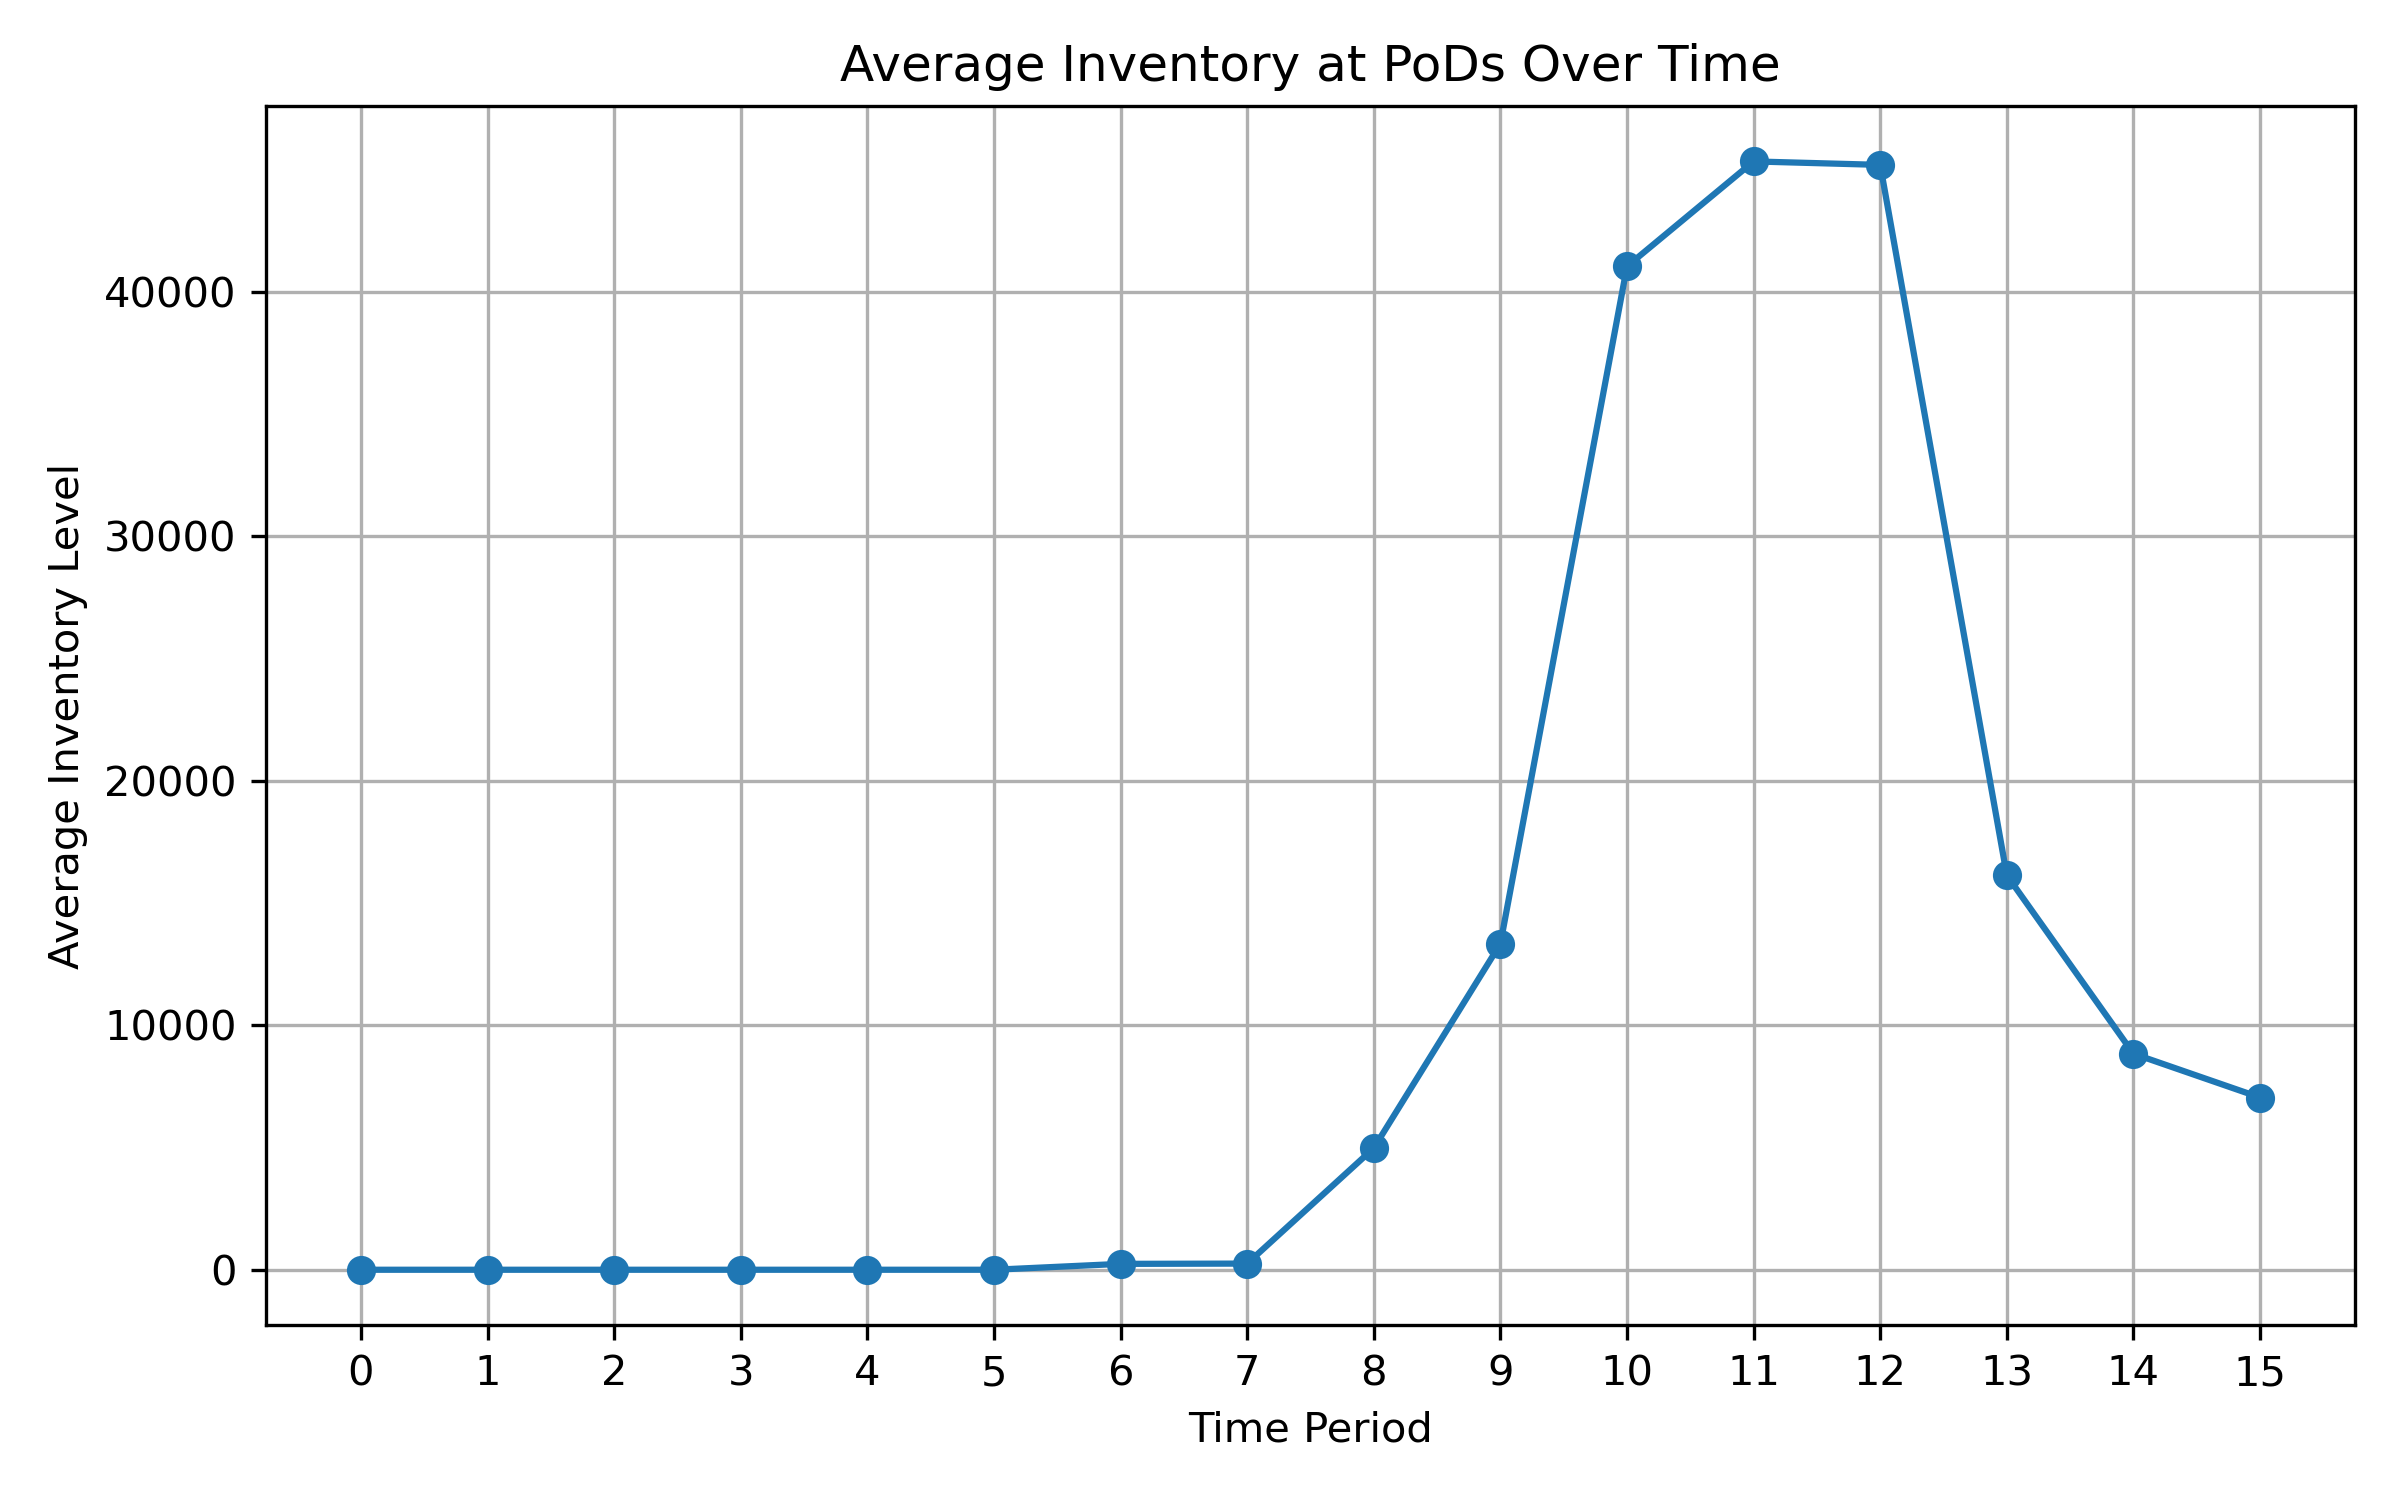 Average Inventory at PoDs Over Time
Average Inventory Level
40000
30000
20000
10000
0
0 1 2 3 4 5 6 7 8 9 10 11 12 13 14 15
Time Period